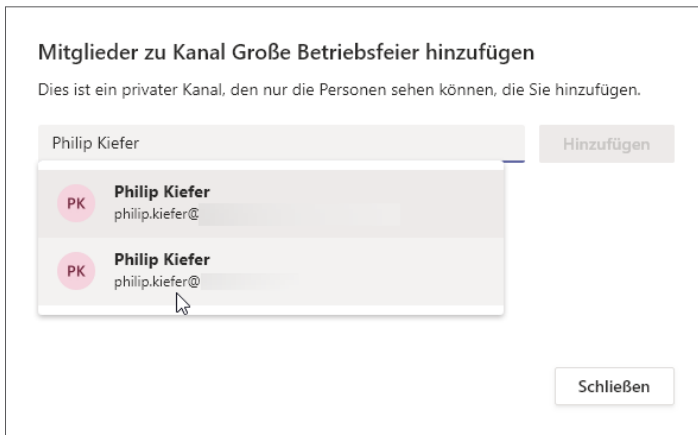 Mitglieder zu Kanal Große Betriebsfeier hinzufügen
Dies ist ein privater Kanal, den nur die Personen sehen können, die Sie hinzufügen.
Philip Kiefer
Hinzufügen
PK
Philip Kiefer
philip.kiefer@
PK
Philip Kiefer
philip.kiefer@
Schließen